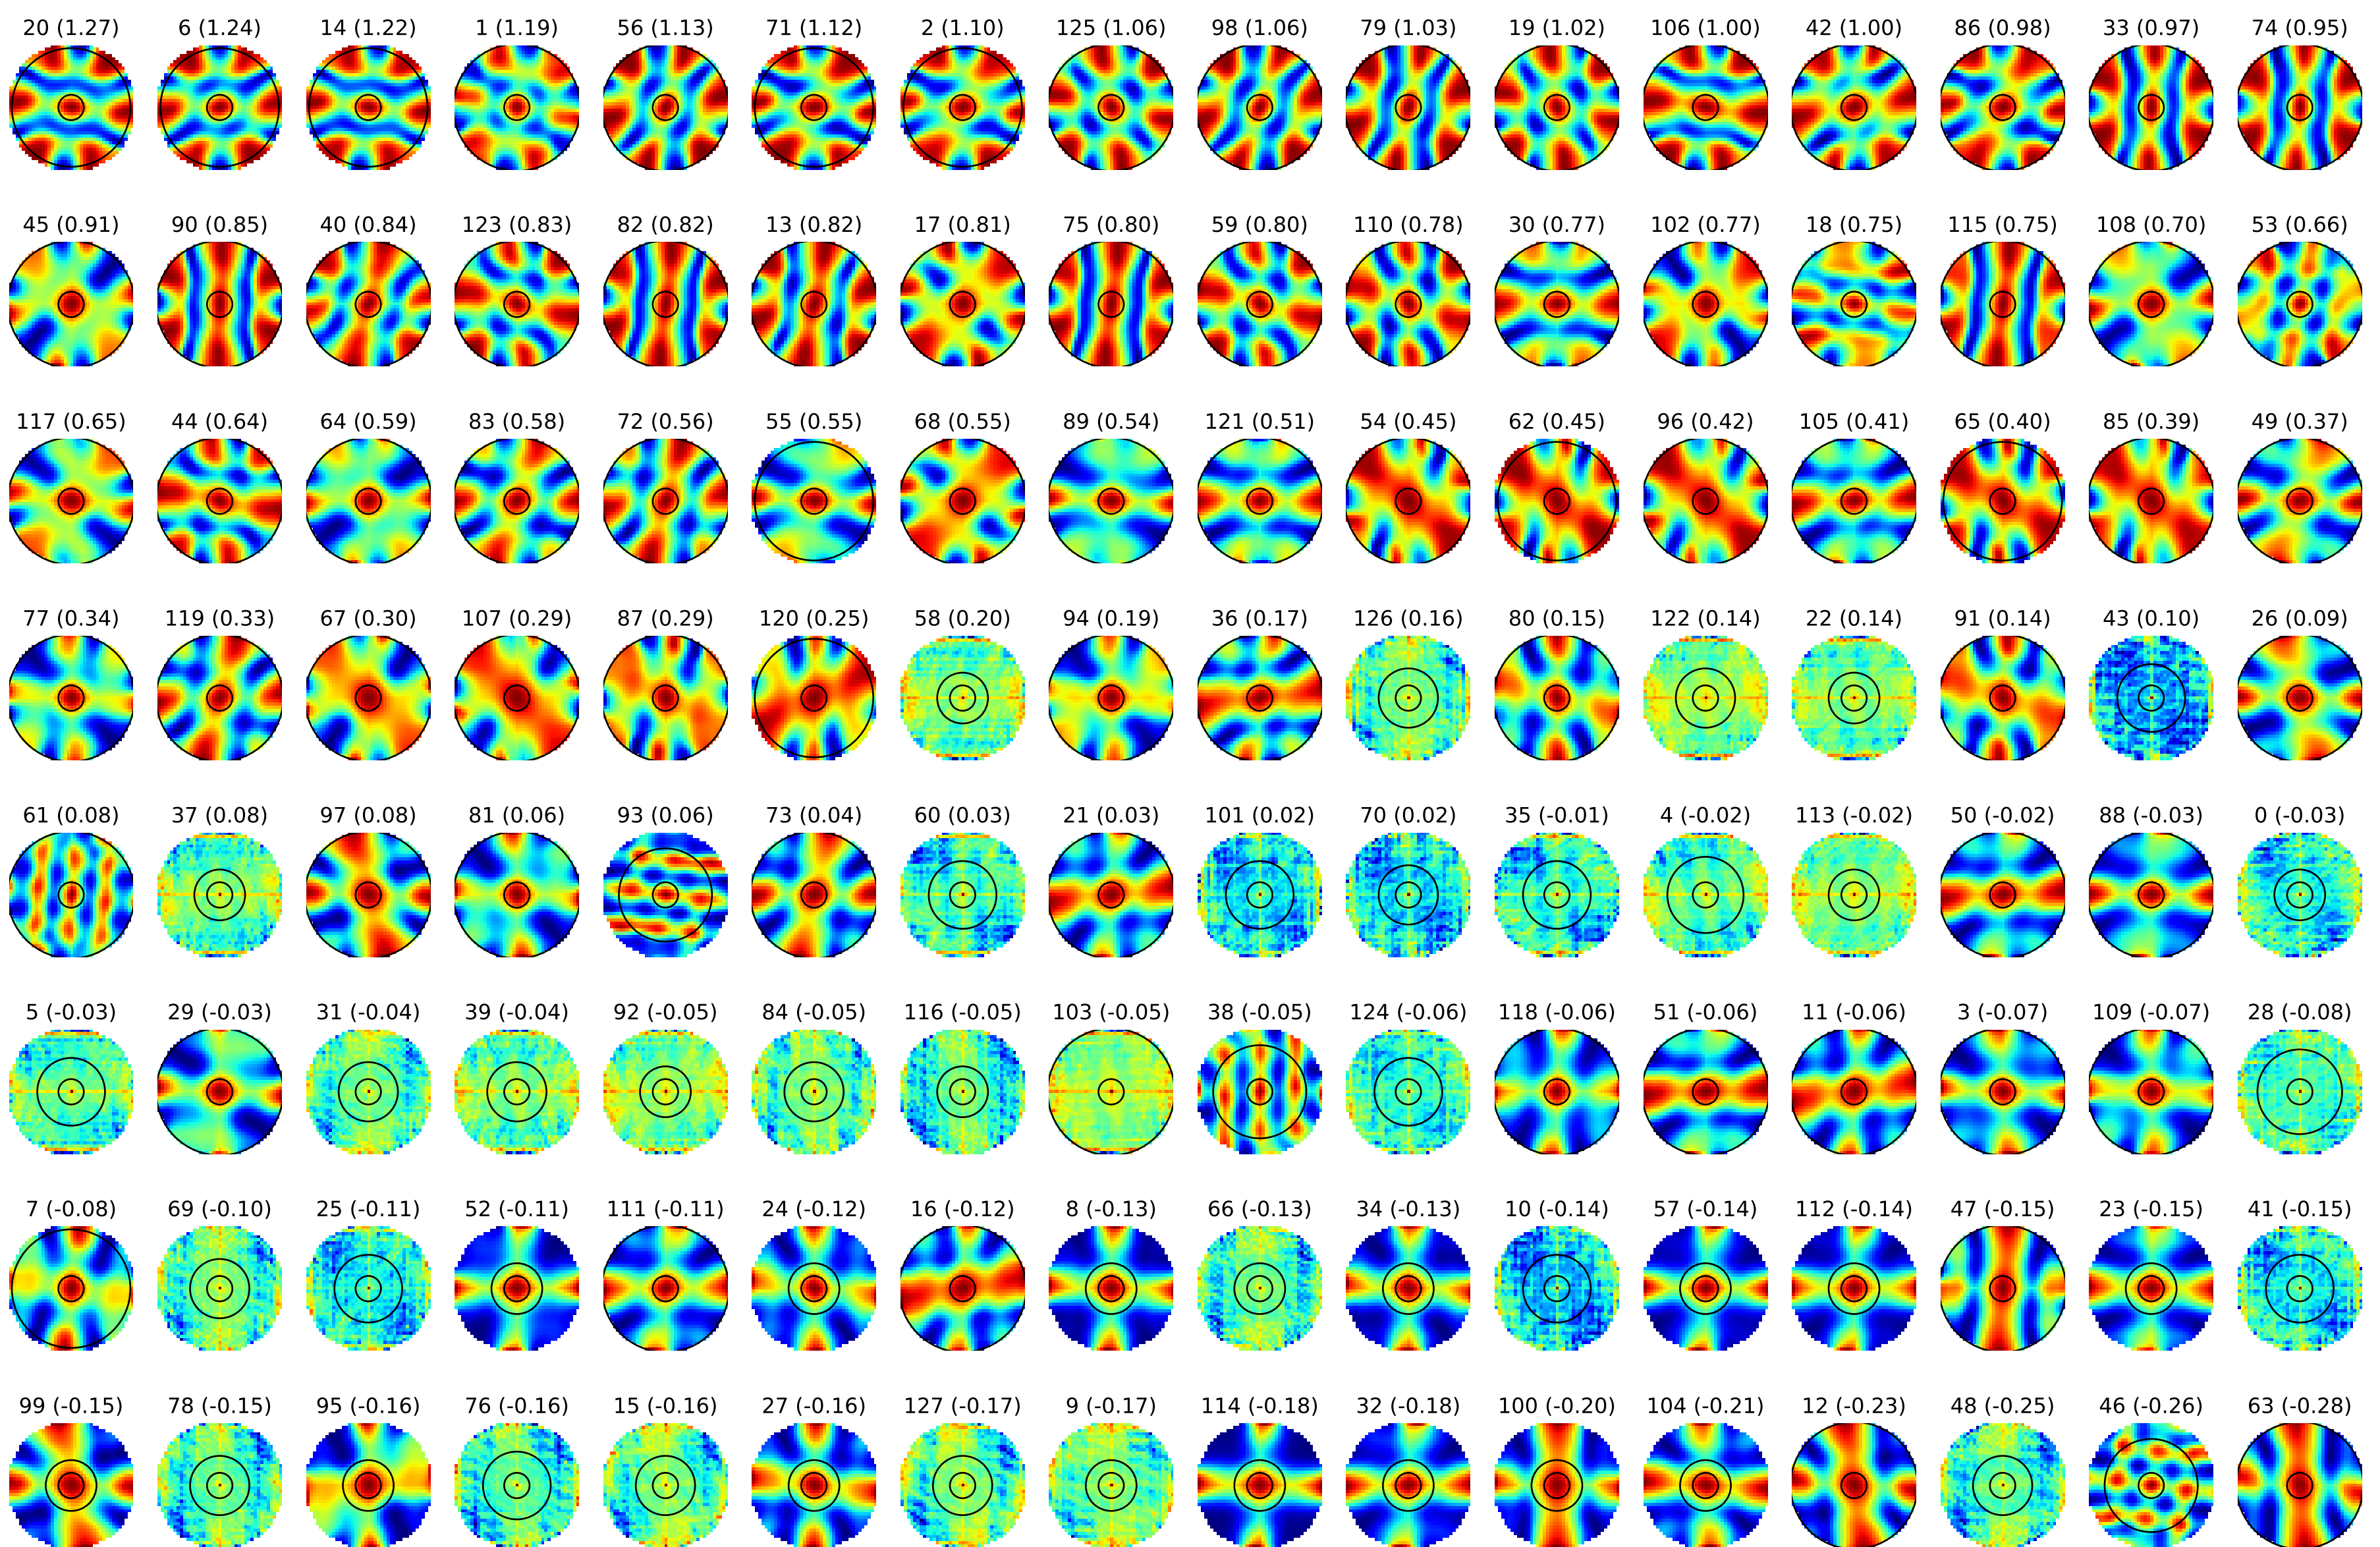 20 (1.27) 6 (1.24) 14 (1.22) 1 (1.19) 56 (1.13) 71 (1.12) 2 (1.10) 125 (1.06) 98 (1.06) 79 (1.03) 19 (1.02) 106 (1.00) 42 (1.00) 86 (0.98) 33 (0.97) 74 (0.95)
45 (0.91) 90 (0.85) 40 (0.84) 123 (0.83) 82 (0.82) 13 (0.82) 17 (0.81) 75 (0.80) 59 (0.80) 110 (0.78) 30 (0.77) 102 (0.77) 18 (0.75) 115 (0.75) 108 (0.70) 53 (0.66)
117 (0.65) 44 (0.64) 64 (0.59) 83 (0.58) 72 (0.56) 55 (0.55) 68 (0.55) 89 (0.54) 121 (0.51) 54 (0.45) 62 (0.45) 96 (0.42) 105 (0.41) 65 (0.40) 85 (0.39) 49 (0.37)
77 (0.34) 119 (0.33) 67 (0.30) 107 (0.29) 87 (0.29) 120 (0.25) 58 (0.20) 94 (0.19) 36 (0.17) 126 (0.16) 80 (0.15) 122 (0.14) 22 (0.14) 91 (0.14) 43 (0.10) 26 (0.09)
61 (0.08) 37 (0.08) 97 (0.08) 81 (0.06) 93 (0.06) 73 (0.04) 60 (0.03) 21 (0.03) 101 (0.02) 70 (0.02) 35 (-0.01) 4 (-0.02) 113 (-0.02) 50 (-0.02) 88 (-0.03) 0 (-0.03)
5 (-0.03) 29 (-0.03) 31 (-0.04) 39 (-0.04) 92 (-0.05) 84 (-0.05) 116 (-0.05) 103 (-0.05) 38 (-0.05) 124 (-0.06) 118 (-0.06) 51 (-0.06) 11 (-0.06) 3 (-0.07) 109 (-0.07) 28 (-0.08)
7 (-0.08) 69 (-0.10) 25 (-0.11) 52 (-0.11) 111 (-0.11) 24 (-0.12) 16 (-0.12) 8 (-0.13) 66 (-0.13) 34 (-0.13) 10 (-0.14) 57 (-0.14) 112 (-0.14) 47 (-0.15) 23 (-0.15) 41 (-0.15)
99 (-0.15) 78 (-0.15) 95 (-0.16) 76 (-0.16) 15 (-0.16) 27 (-0.16) 127 (-0.17) 9 (-0.17) 114 (-0.18) 32 (-0.18) 100 (-0.20) 104 (-0.21) 12 (-0.23) 48 (-0.25) 46 (-0.26) 63 (-0.28)